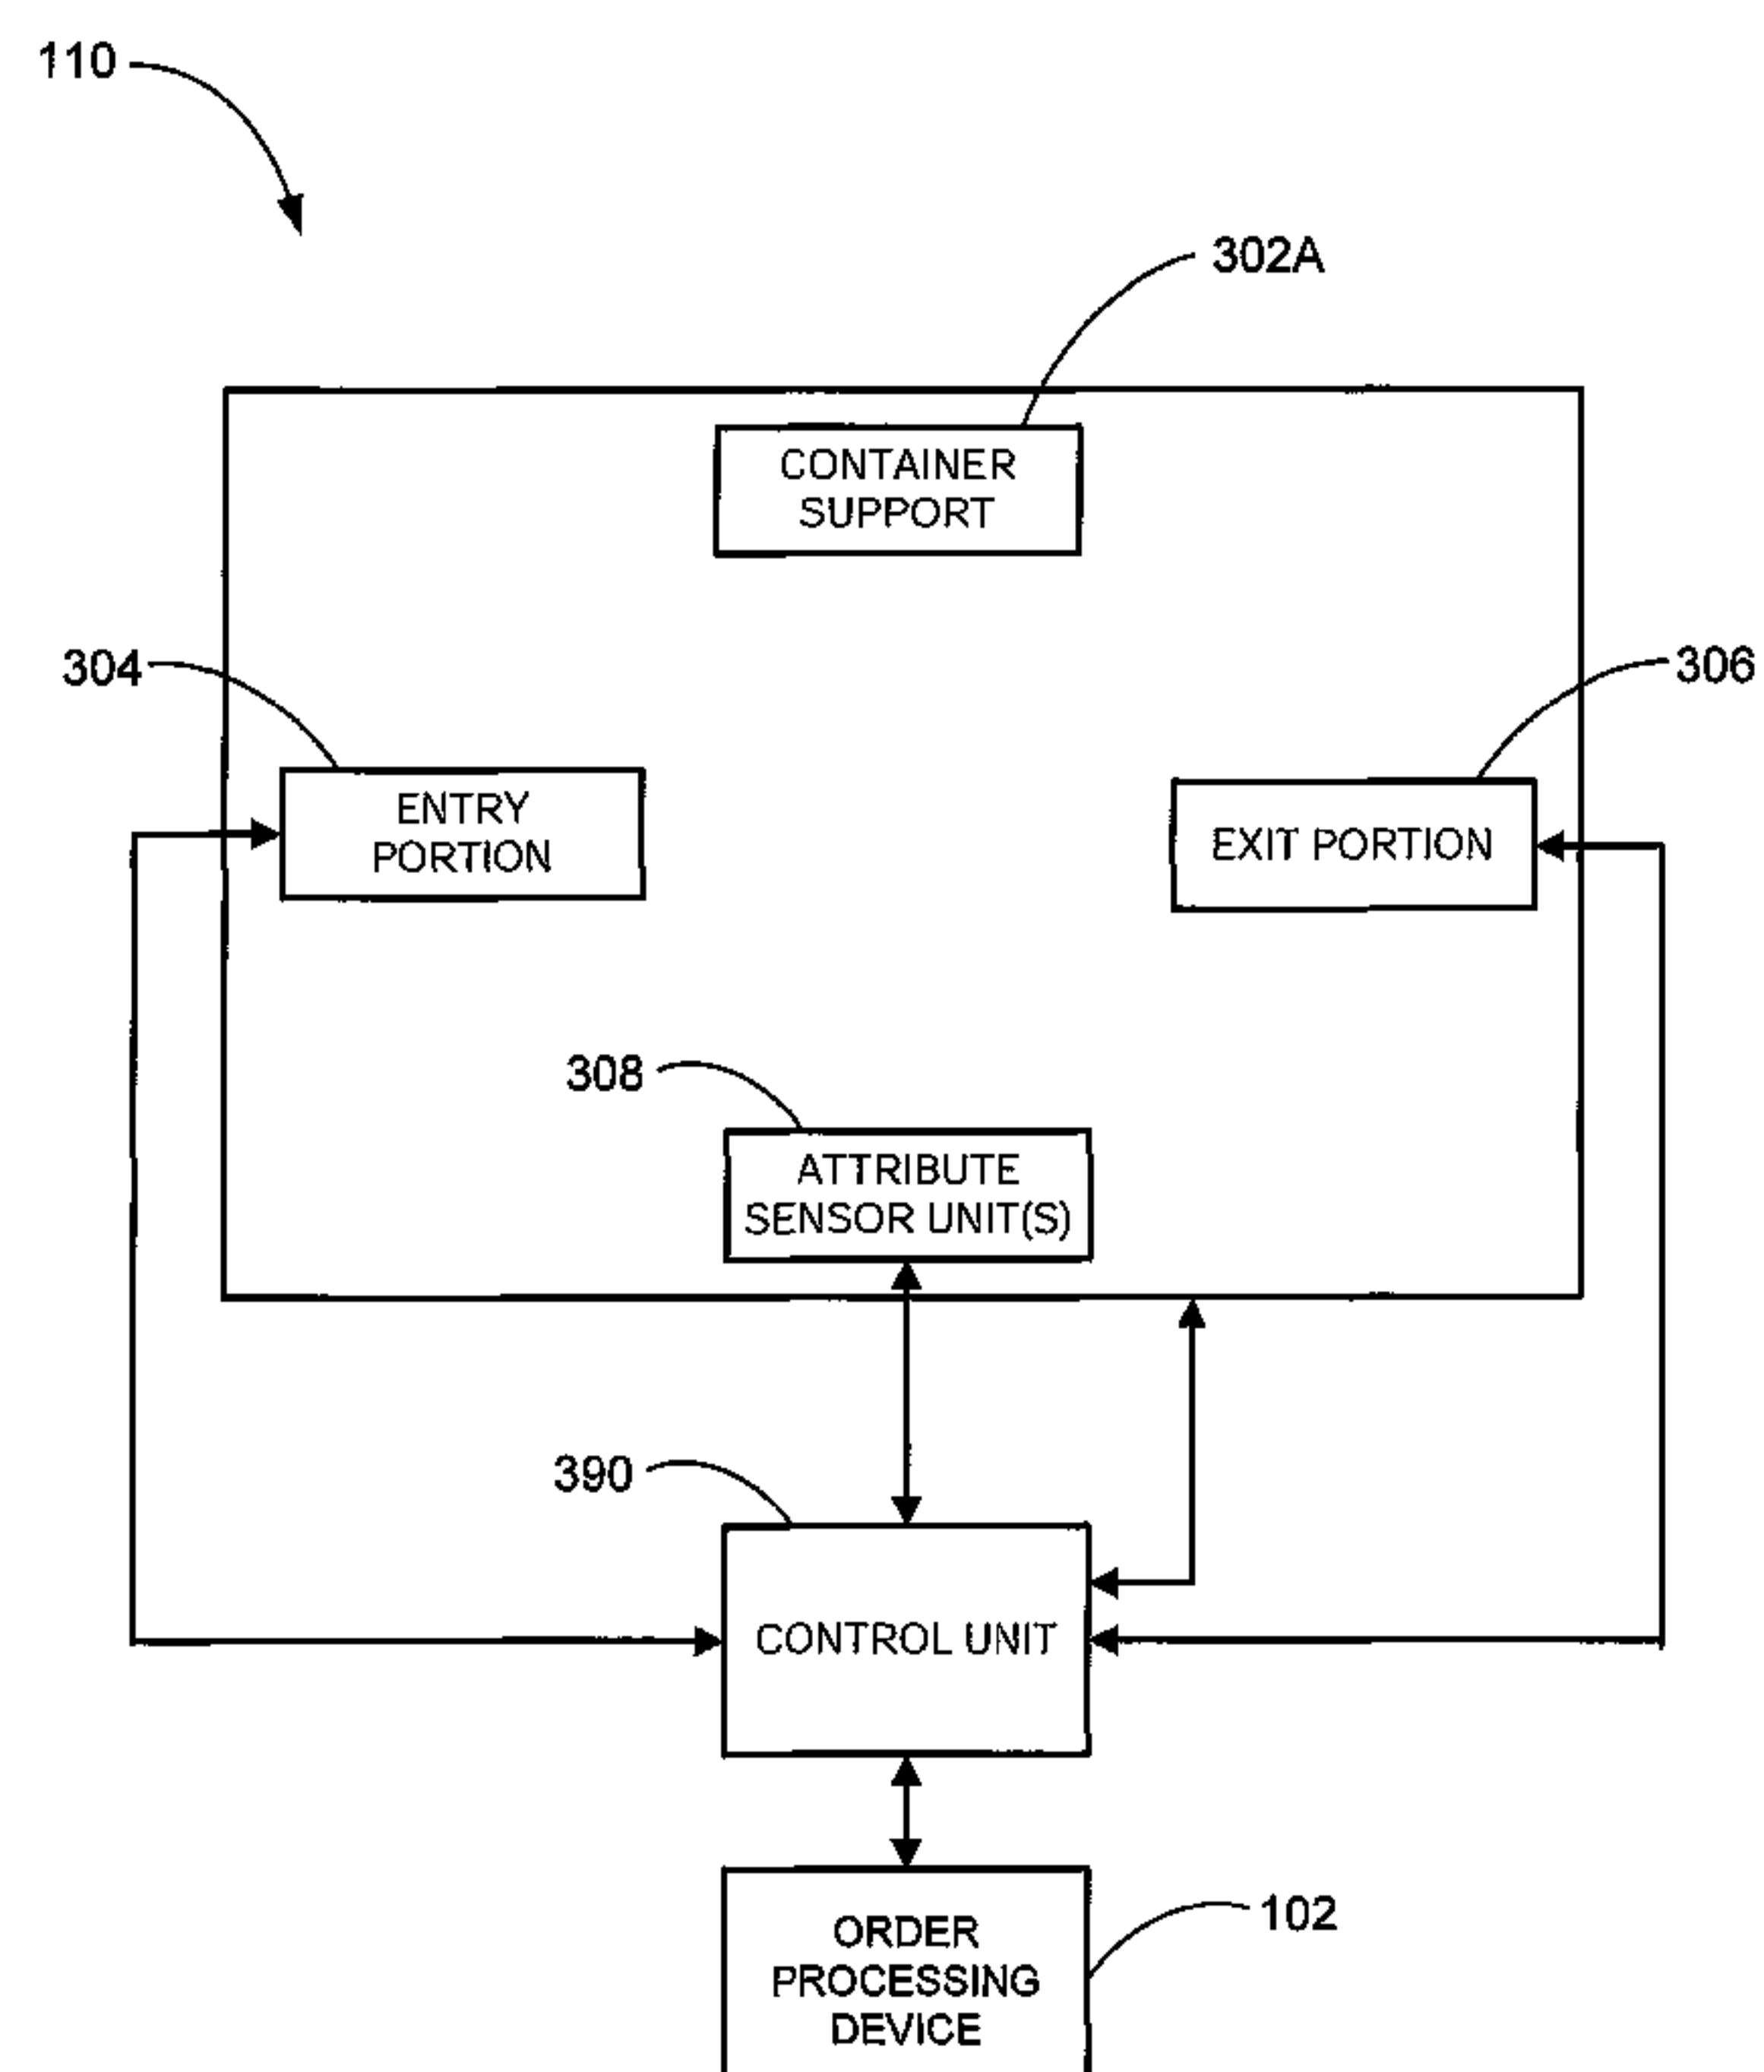 110
302A
CONTAINER
SUPPORT
304
306
ENTRY
PORTION
EXIT PORTION
308
ATTRIBUTE
SENSOR UNIT(S)
390
CONTROL UNIT
102
ORDER
PROCESSING
DEVICE